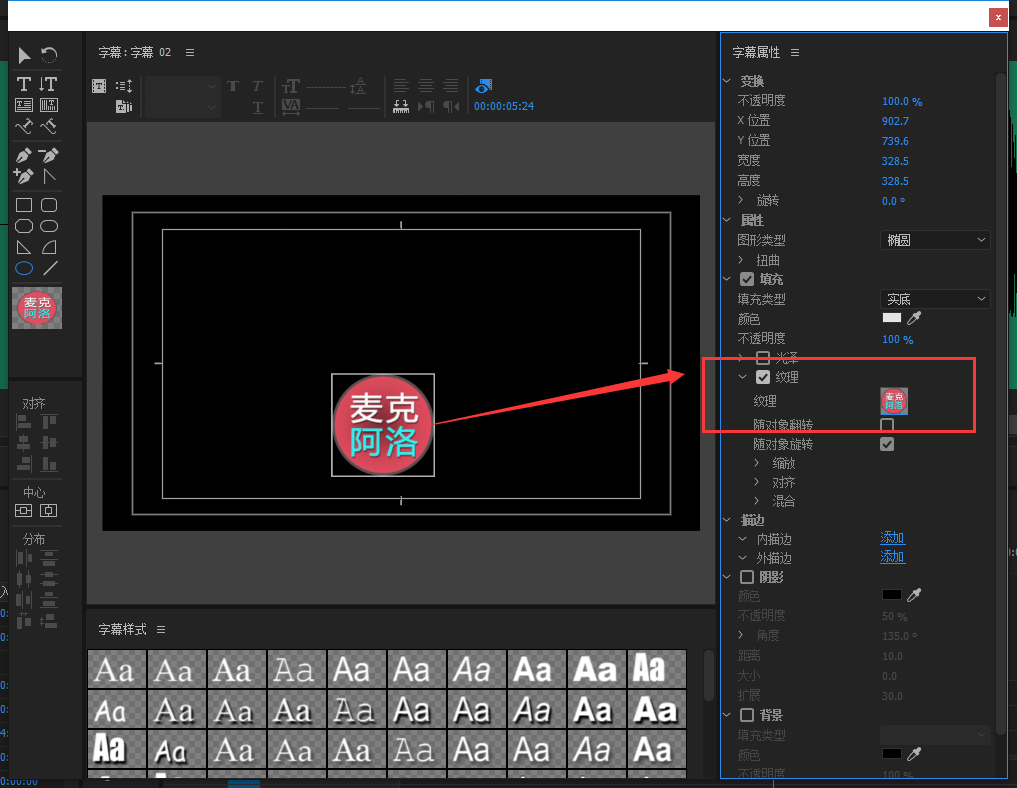 x
字幕：字幕 02
00:00:05:24
麦克
阿洛
对齐
中心
分布
麦克
阿洛
字幕样式
Aa Aa Aa Aa Aa Aa Aa Aa Aa Aa
Aa Aa Aa Aa Aa Aa Aa Aa Aa Aa
Aa Aa Aa Aa Aa Aa Aa Aa Aa Aa
字幕属性
变换
不透明度 100.0 %
X 位置 902.7
Y 位置 739.6
宽度 328.5
高度 328.5
旋转 0.0 °
属性
图形类型 椭圆
扭曲
填充
填充类型 实底
颜色
不透明度 100 %
光泽
纹理
纹理 麦克
阿洛
随对象翻转
随对象旋转
缩放
对齐
混合
描边
内描边 添加
外描边 添加
阴影
颜色
不透明度 50 %
角度 135.0 °
距离 10.0
大小 0.0
扩展 30.0
背景
填充类型
颜色
不透明度 100 %
0:00:00